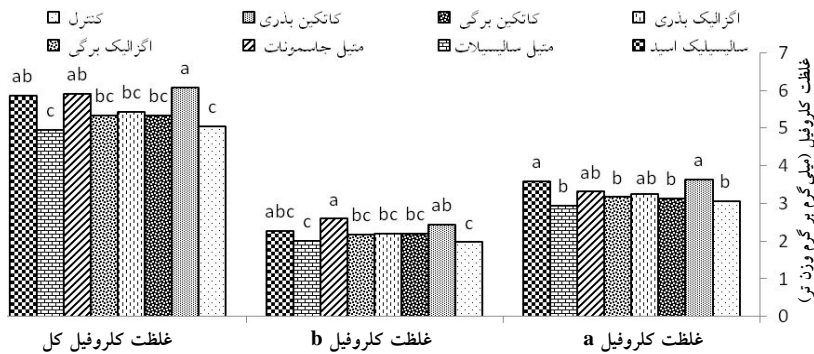 کنترل کاتکین بذری کاتکین برگی اگزالیک بذری
اگزالیک برگی متیل جاسمونات متیل سالیسیلات سالیسیلیک اسید
غلظت کلروفیل (میلی گرم بر گرم وزن تر)
7
6
5
4
3
2
1
0
ab c ab bc bc bc a c
abc c a bc bc bc ab c
a b ab b ab b a b
غلظت کلروفیل a غلظت کلروفیل b غلظت کلروفیل کل